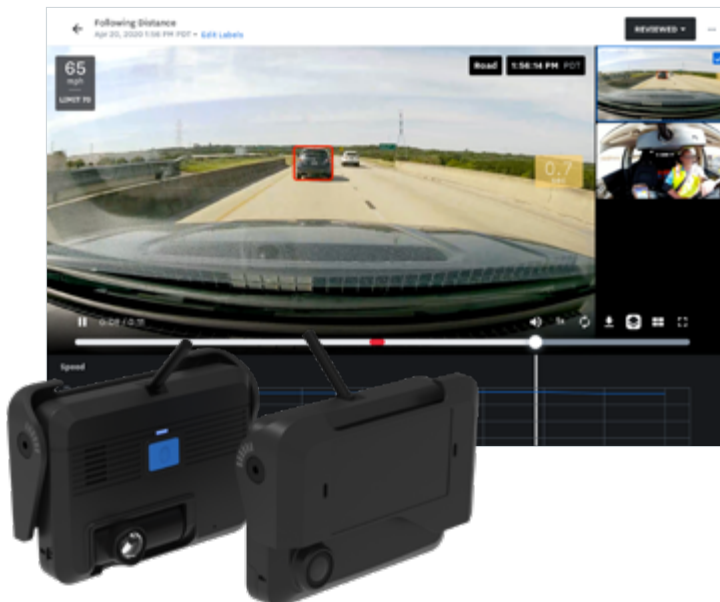 Following Distance
Apr 20, 2020 1:56 PM PDT • Edit Labels
REVIEWED
65
mph
LIMIT 70
Road
1:56:14 PM PDT
0.7
1x
Speed